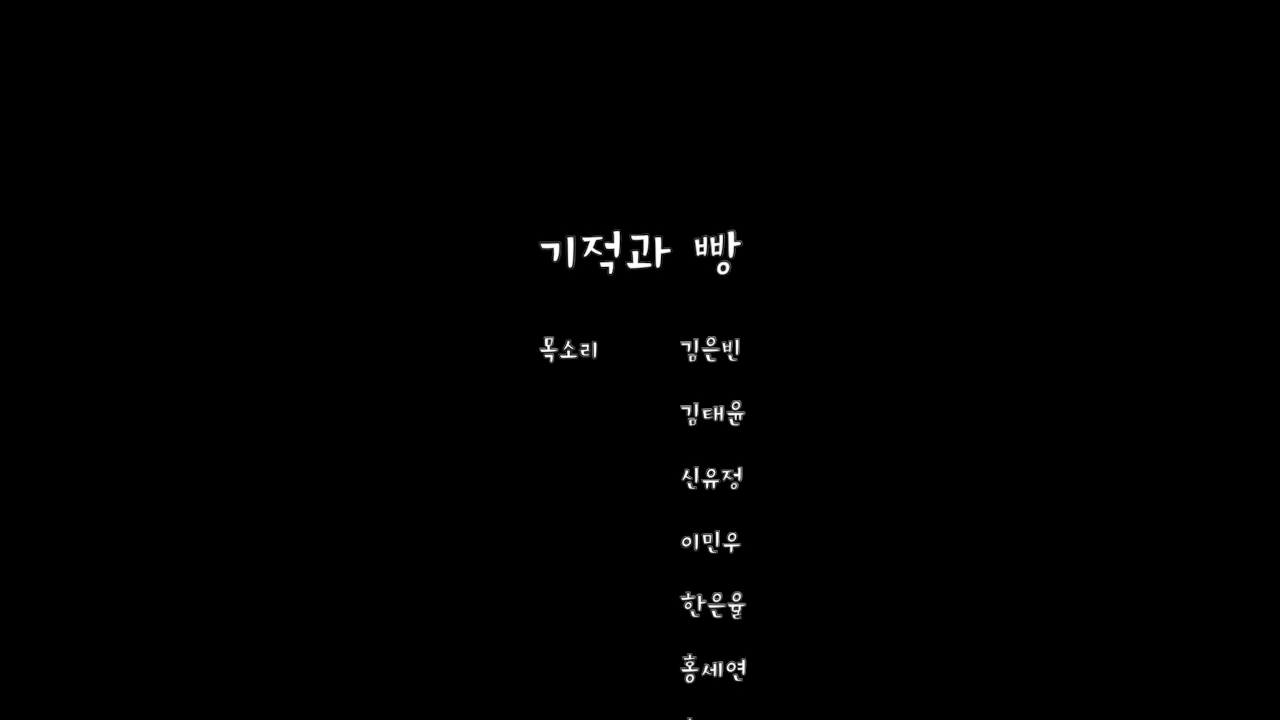 기적과 빵
목소리 김은빈
김태윤
신유정
이민우
한은율
홍세연